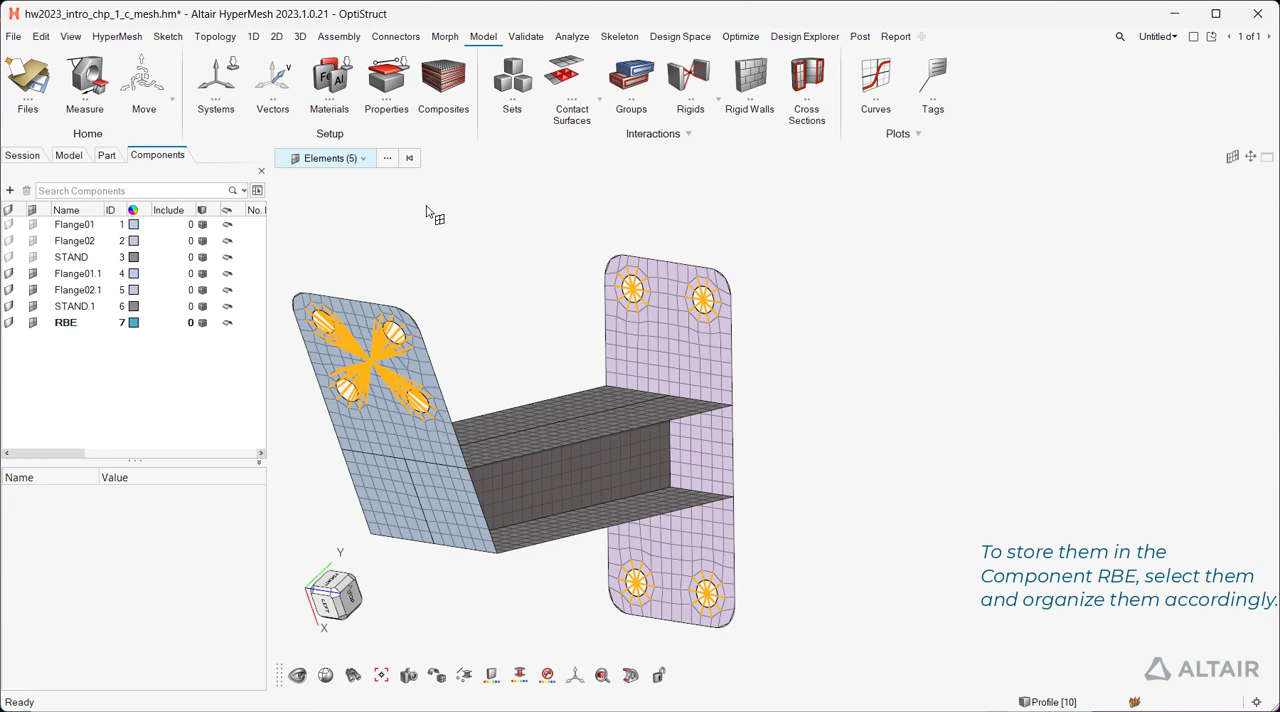 hw2023_intro_chp_1_c_mesh.hm* - Altair HyperMesh 2023.1.0.21 - OptiStruct
File Edit View HyperMesh Sketch Topology 1D 2D 3D Assembly Connectors Morph Model Validate Analyze Skeleton Design Space Optimize Design Explorer Post Report Untitled 1 of 1
Files Measure Move Systems Vectors Materials Properties Composites Sets Contact Surfaces Groups Rigids Rigid Walls Cross Sections Curves Tags
Home Setup Interactions Plots
Session Model Part Components
Elements (5)
Search Components
Name ID Include No. I
Flange01 1 0
Flange02 2 0
STAND 3 0
Flange01.1 4 0
Flange02.1 5 0
STAND.1 6 0
RBE 7 0
Name Value
Y
X
LEFT
To store them in the
Component RBE, select them
and organize them accordingly.
ALTAIR
Ready Profile [10]